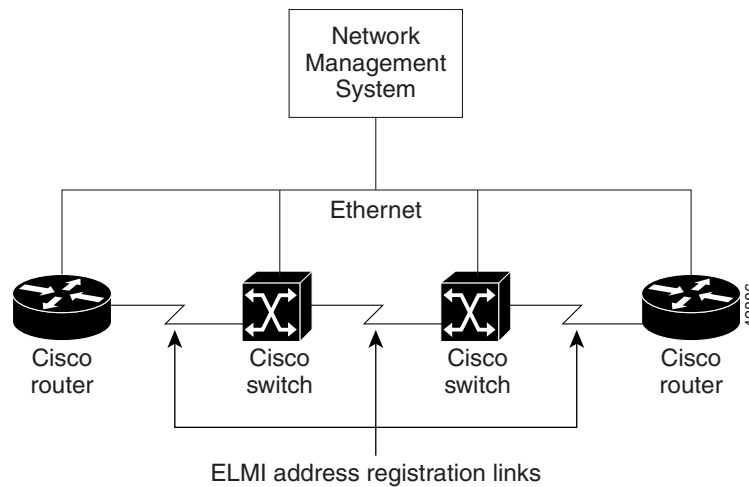 Network
Management
System
Ethernet
Cisco
router
Cisco
switch
Cisco
switch
Cisco
router
ELMI address registration links